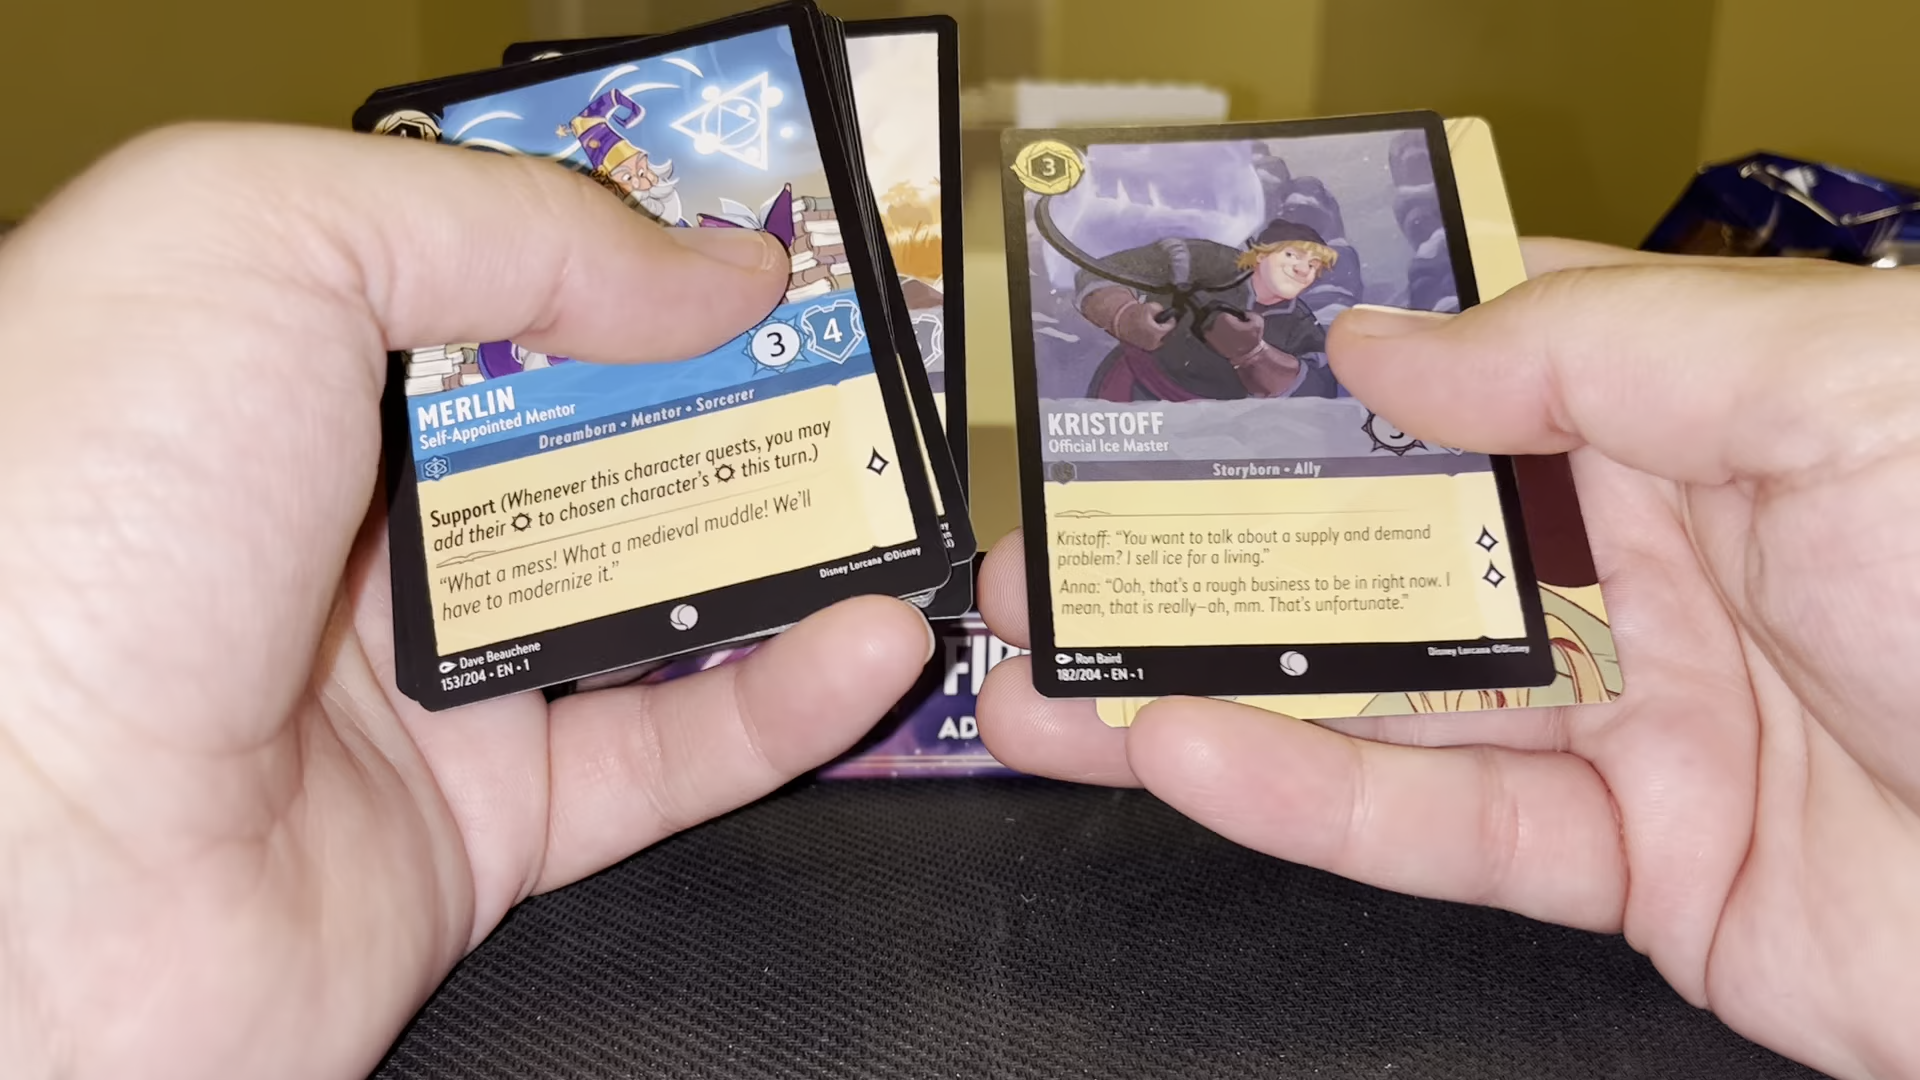 3
4
MERLIN
Self-Appointed Mentor
Dreamborn • Mentor • Sorcerer
Support (Whenever this character quests, you may
add their to chosen character's this turn.)
“What a mess! What a medieval muddle! We'll
have to modernize it.”
Disney Lorcana ©Disney
Dave Beauchene
153/204 • EN • 1
3
KRISTOFF
Official Ice Master
Storyborn • Ally
Kristoff: “You want to talk about a supply and demand
problem? I sell ice for a living.”
Anna: “Ooh, that's a rough business to be in right now. I
mean, that is really–ah, mm. That's unfortunate.”
Disney Lorcana ©Disney
Ron Baird
182/204 • EN • 1